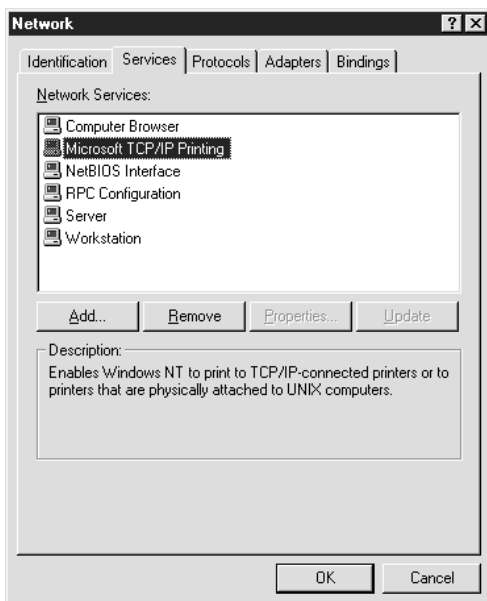 Network
Identification Services Protocols Adapters Bindings
Network Services:
Computer Browser
Microsoft TCP/IP Printing
NetBIOS Interface
RPC Configuration
Server
Workstation
Add... Remove Properties... Update
Description:
Enables Windows NT to print to TCP/IP-connected printers or to
printers that are physically attached to UNIX computers.
OK Cancel